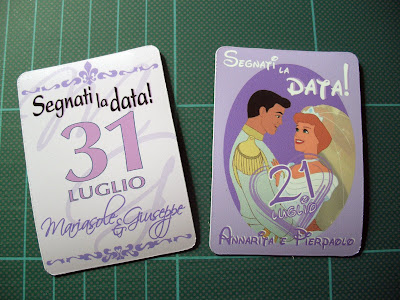 Segnati la data!
31
LUGLIO
Mariasole & Giuseppe
Segnati la
data!
21
luglio
Annarita e Pierpaolo